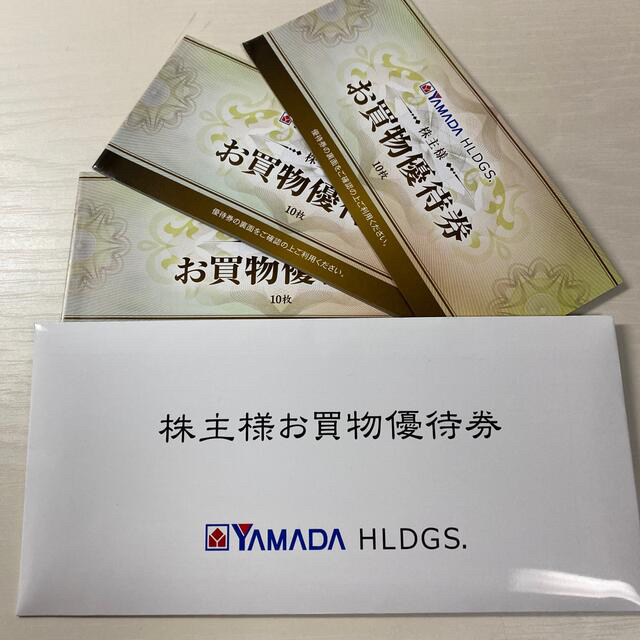 YAMADA HLDGS.
株主様
お買物優待券
10枚
優待券の裏面をご確認の上ご利用ください。
株
お買物優待券
10枚
優待券の裏面をご確認の上ご利用ください。
お買物優
10枚
株主様お買物優待券
YAMADA HLDGS.